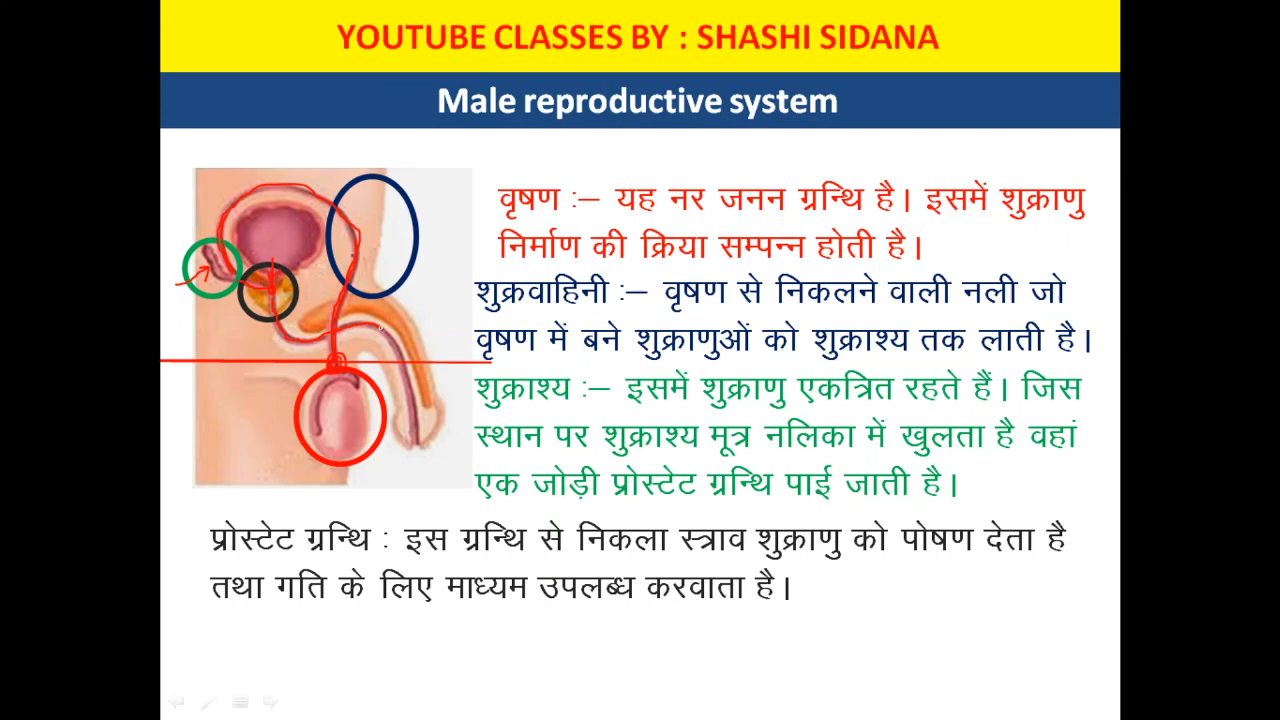 YOUTUBE CLASSES BY : SHASHI SIDANA
Male reproductive system
वृषण :– यह नर जनन ग्रन्थि है। इसमें शुक्राणु
निर्माण की क्रिया सम्पन्न होती है।
शुक्रवाहिनी :– वृषण से निकलने वाली नली जो
वृषण में बने शुक्राणुओं को शुक्राश्य तक लाती है।
शुक्राश्य :– इसमें शुक्राणु एकत्रित रहते हैं। जिस
स्थान पर शुक्राश्य मूत्र नलिका में खुलता है वहां
एक जोड़ी प्रोस्टेट ग्रन्थि पाई जाती है।
प्रोस्टेट ग्रन्थि : इस ग्रन्थि से निकला स्त्राव शुक्राणु को पोषण देता है
तथा गति के लिए माध्यम उपलब्ध करवाता है।